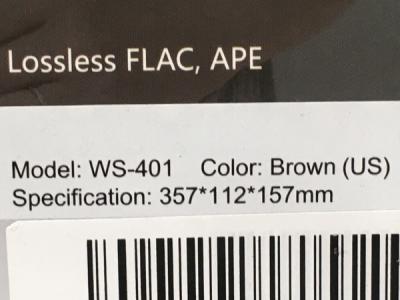 Lossless FLAC, APE
Model: WS-401 Color: Brown (US)
Specification: 357*112*157mm